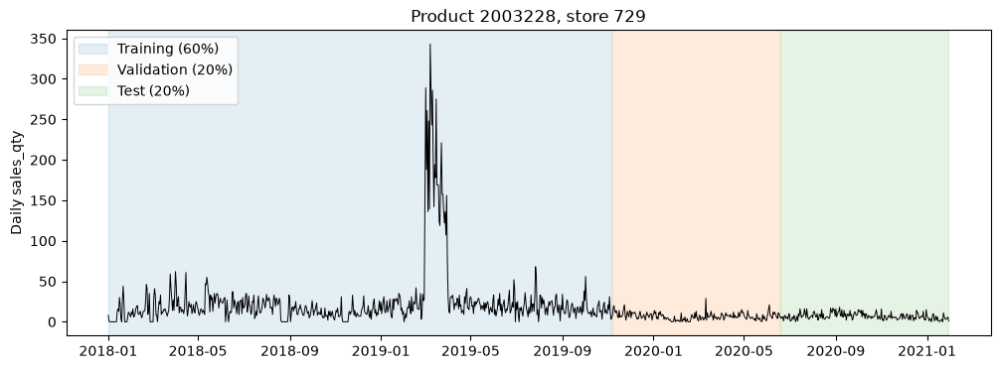 Product 2003228, store 729
Training (60%)
Validation (20%)
Test (20%)
Daily sales_qty
350
300
250
200
150
100
50
0
2018-01 2018-05 2018-09 2019-01 2019-05 2019-09 2020-01 2020-05 2020-09 2021-01